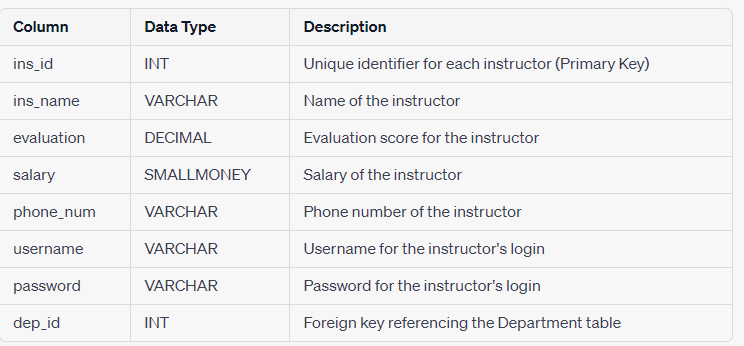 Column Data Type Description
ins_id INT Unique identifier for each instructor (Primary Key)
ins_name VARCHAR Name of the instructor
evaluation DECIMAL Evaluation score for the instructor
salary SMALLMONEY Salary of the instructor
phone_num VARCHAR Phone number of the instructor
username VARCHAR Username for the instructor's login
password VARCHAR Password for the instructor's login
dep_id INT Foreign key referencing the Department table